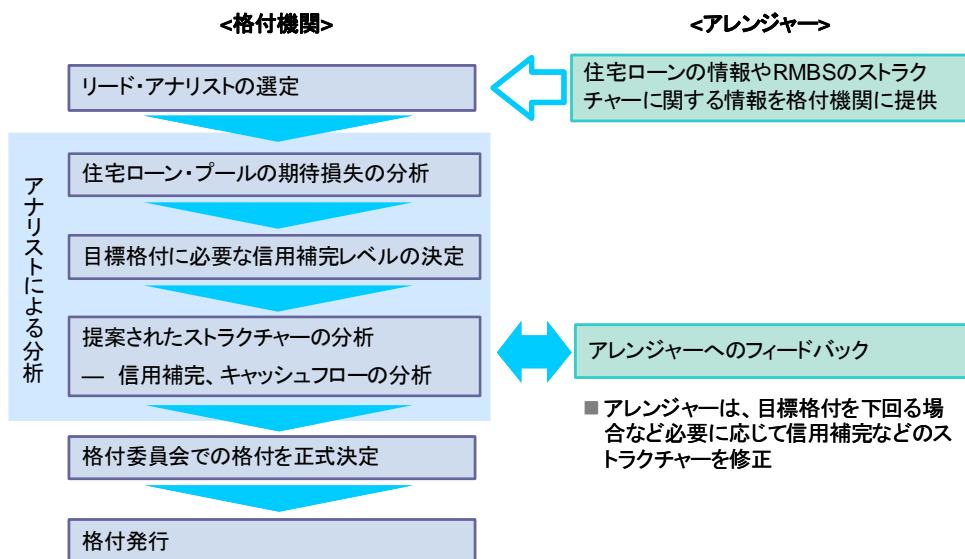 <格付機関>
<アレンジャー>
リード・アナリストの選定
住宅ローンの情報やRMBSのストラク
チャーに関する情報を格付機関に提供
アナリストによる分析
住宅ローン・プールの期待損失の分析
目標格付に必要な信用補完レベルの決定
提案されたストラクチャーの分析
― 信用補完、キャッシュフローの分析
アレンジャーへのフィードバック
■ アレンジャーは、目標格付を下回る場
合など必要に応じて信用補完などのス
トラクチャーを修正
格付委員会での格付を正式決定
格付発行